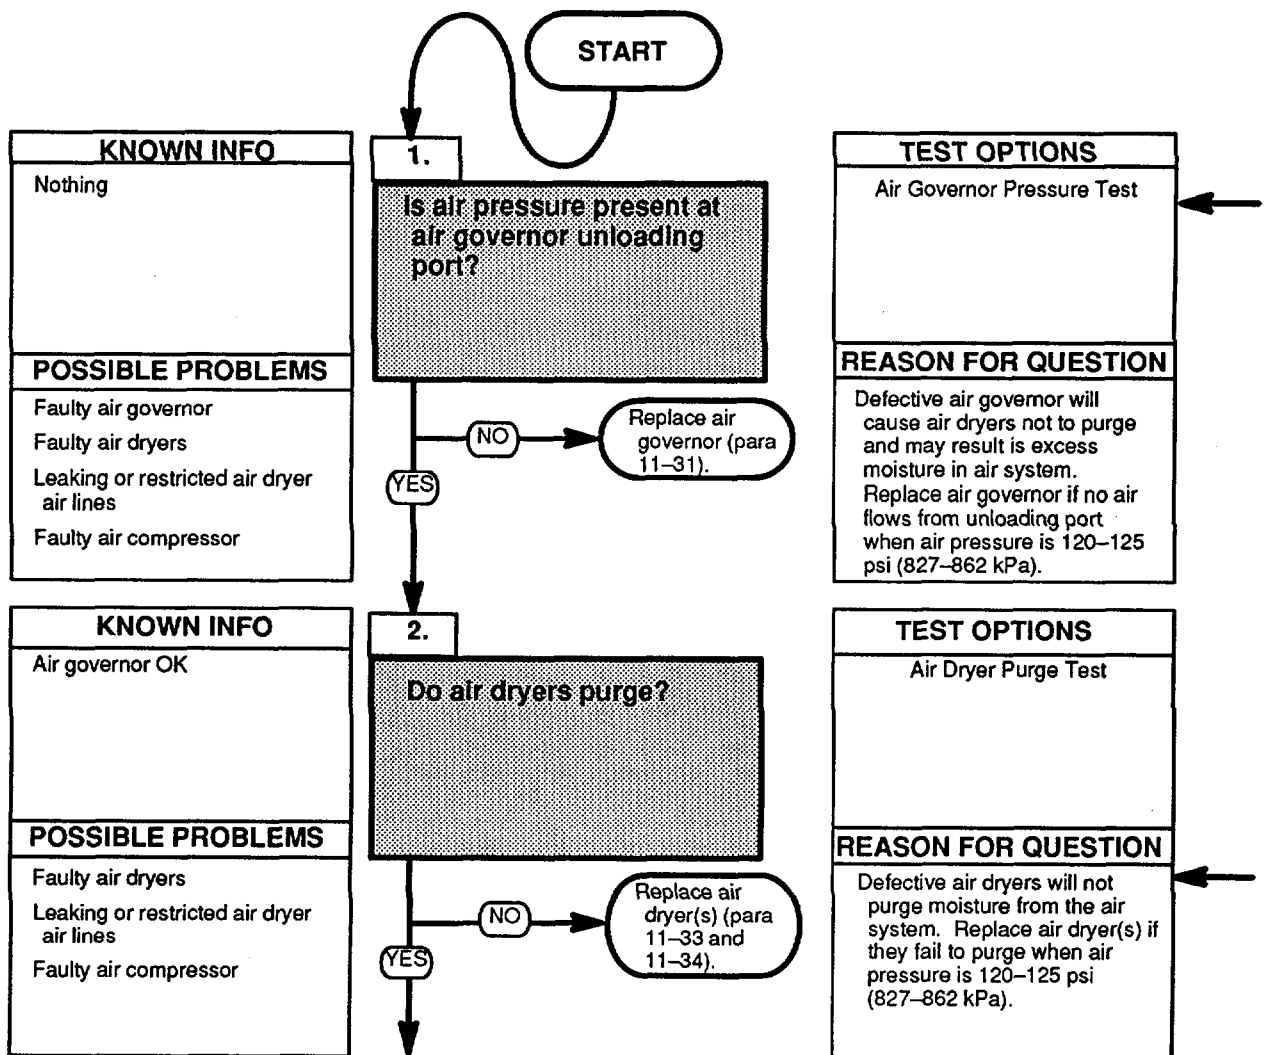 START
KNOWN INFO
Nothing
POSSIBLE PROBLEMS
Faulty air governor
Faulty air dryers
Leaking or restricted air dryer
air lines
Faulty air compressor
1.
Is air pressure present at
air governor unloading
port?
NO
Replace air
governor (para
11–31).
YES
TEST OPTIONS
Air Governor Pressure Test
REASON FOR QUESTION
Defective air governor will
cause air dryers not to purge
and may result is excess
moisture in air system.
Replace air governor if no air
flows from unloading port
when air pressure is 120–125
psi (827–862 kPa).
KNOWN INFO
Air governor OK
POSSIBLE PROBLEMS
Faulty air dryers
Leaking or restricted air dryer
air lines
Faulty air compressor
2.
Do air dryers purge?
NO
Replace air
dryer(s) (para
11–33 and
11–34).
YES
TEST OPTIONS
Air Dryer Purge Test
REASON FOR QUESTION
Defective air dryers will not
purge moisture from the air
system. Replace air dryer(s) if
they fail to purge when air
pressure is 120–125 psi
(827–862 kPa).